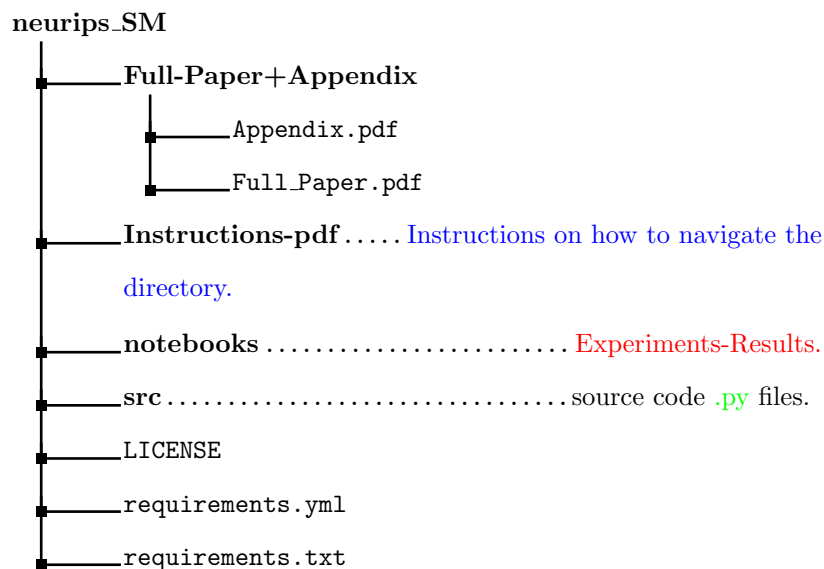 neurips_SM
Full-Paper+Appendix
Appendix.pdf
Full_Paper.pdf
Instructions-pdf ..... Instructions on how to navigate the
directory.
notebooks ......................... Experiments-Results.
src ................................. source code .py files.
LICENSE
requirements.yml
requirements.txt